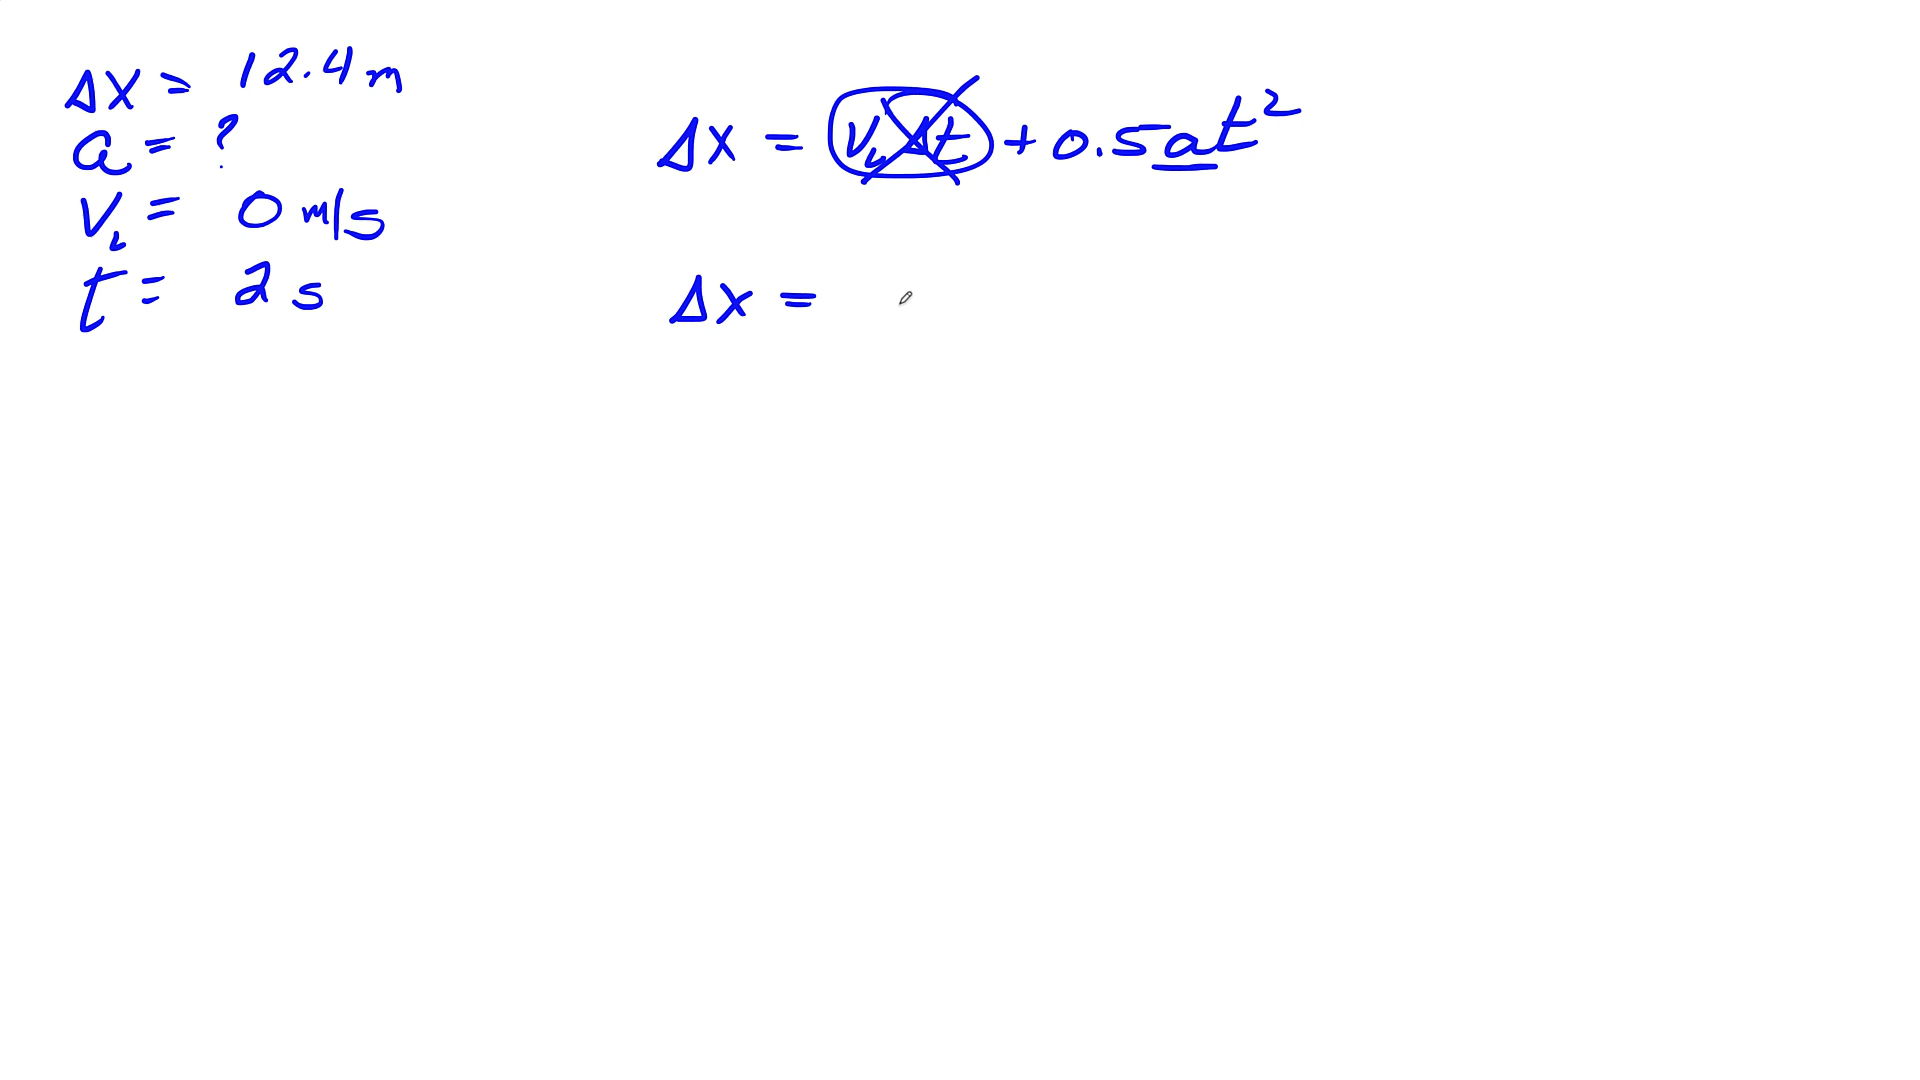 Δx = 12.4 m
a = ?
vᵢ = 0 m/s
t = 2 s
Δx = vᵢ Δt + 0.5at²
Δx =